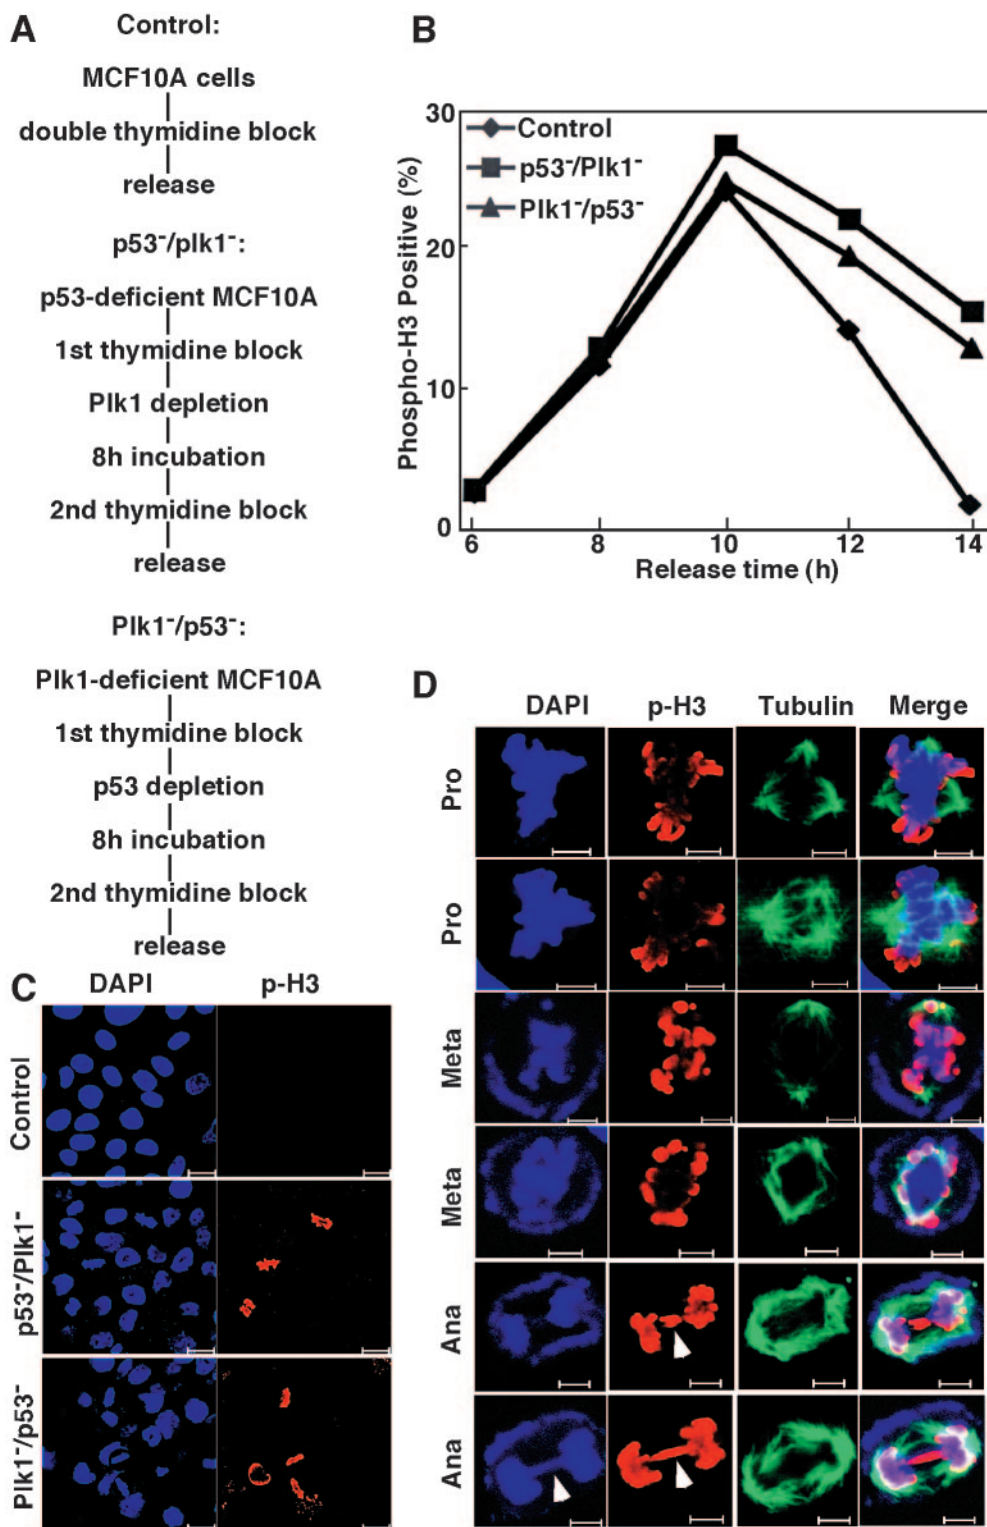 A
Control:
MCF10A cells
double thymidine block
release
p53⁻/plk1⁻:
p53-deficient MCF10A
1st thymidine block
Plk1 depletion
8h incubation
2nd thymidine block
release
Plk1⁻/p53⁻:
Plk1-deficient MCF10A
1st thymidine block
p53 depletion
8h incubation
2nd thymidine block
release
B
Phospho-H3 Positive (%)
30
20
10
0
Control
p53⁻/Plk1⁻
Plk1⁻/p53⁻
6 8 10 12 14
Release time (h)
C
DAPI p-H3
Control
p53⁻/Plk1⁻
Plk1⁻/p53⁻
D
DAPI p-H3 Tubulin Merge
Pro
Pro
Meta
Meta
Ana
Ana